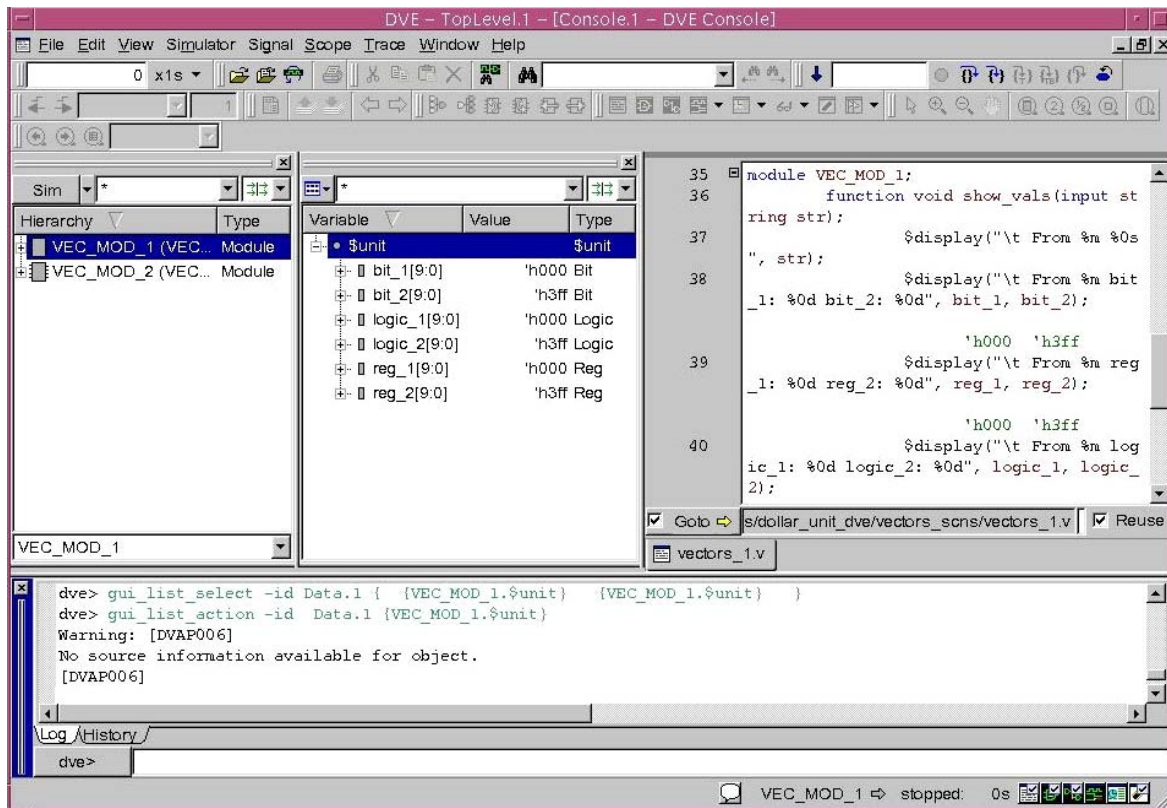 DVE – TopLevel.1 – [Console.1 – DVE Console]
File Edit View Simulator Signal Scope Trace Window Help
0 x1s
1
Sim *
*
Hierarchy Type
VEC_MOD_1 (VEC... Module
VEC_MOD_2 (VEC... Module
VEC_MOD_1
Variable Value Type
$unit $unit
bit_1[9:0] 'h000 Bit
bit_2[9:0] 'h3ff Bit
logic_1[9:0] 'h000 Logic
logic_2[9:0] 'h3ff Logic
reg_1[9:0] 'h000 Reg
reg_2[9:0] 'h3ff Reg
35 module VEC_MOD_1;
36 function void show_vals(input st
ring str);
37 $display("\t From %m %0s
", str);
38 $display("\t From %m bit
_1: %0d bit_2: %0d", bit_1, bit_2);
'h000 'h3ff
39 $display("\t From %m reg
_1: %0d reg_2: %0d", reg_1, reg_2);
'h000 'h3ff
40 $display("\t From %m log
ic_1: %0d logic_2: %0d", logic_1, logic_
2);
Goto s/dollar_unit_dve/vectors_scns/vectors_1.v Reuse
vectors_1.v
dve> gui_list_select -id Data.1 { {VEC_MOD_1.$unit} {VEC_MOD_1.$unit} }
dve> gui_list_action -id Data.1 {VEC_MOD_1.$unit}
Warning: [DVAP006]
No source information available for object.
[DVAP006]
Log History
dve>
VEC_MOD_1 stopped: 0s